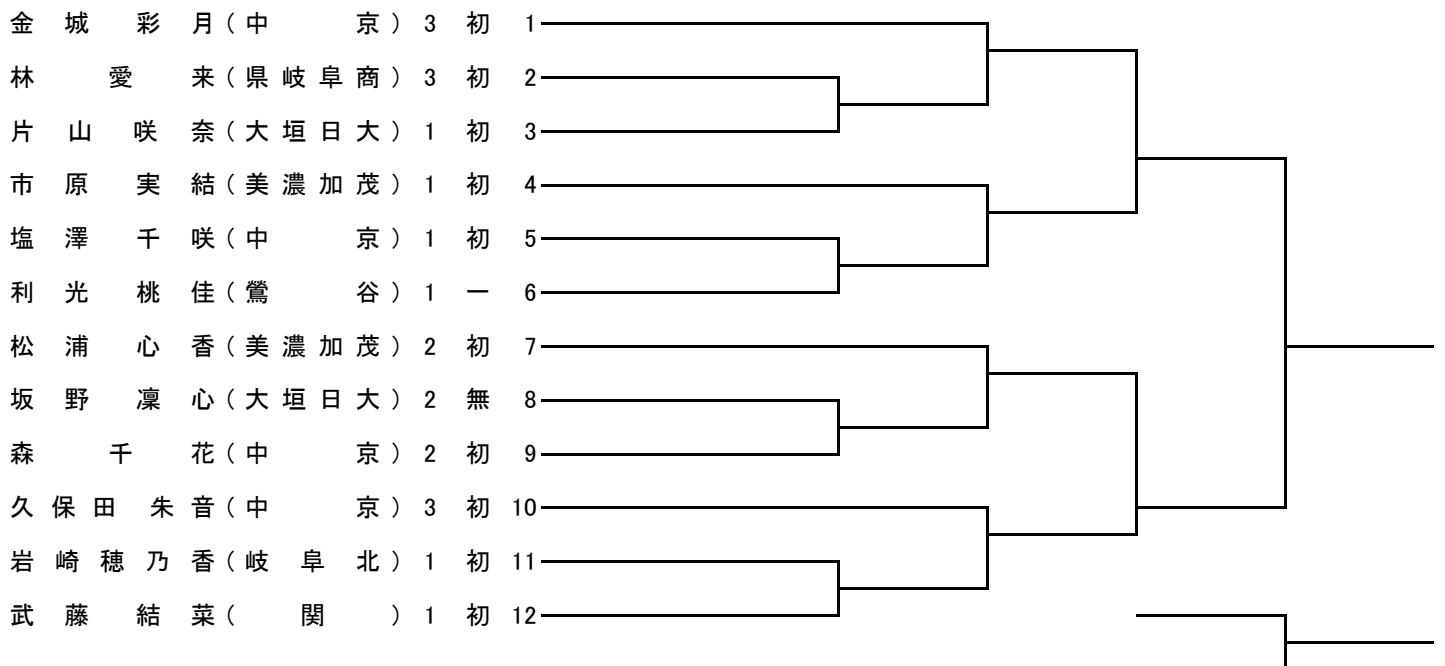 金城 彩月（中 京）3 初 1
林 愛来（県岐阜商）3 初 2
片山 咲奈（大垣日大）1 初 3
市原 実結（美濃加茂）1 初 4
塩澤 千咲（中 京）1 初 5
利光 桃佳（鶯 谷）1 一 6
松浦 心香（美濃加茂）2 初 7
坂野 凜心（大垣日大）2 無 8
森 千花（中 京）2 初 9
久保田 朱音（中 京）3 初 10
岩崎穂乃香（岐阜北）1 初 11
武藤 結菜（ 関 ）1 初 12